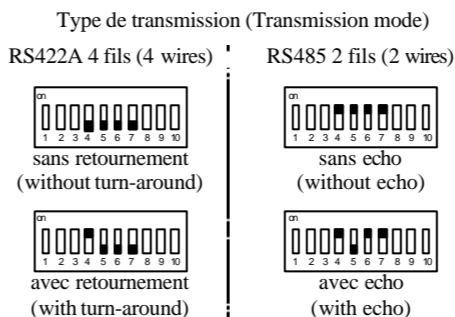 Type de transmission (Transmission mode)
RS422A 4 fils (4 wires)
RS485 2 fils (2 wires)
on
1 2 3 4 5 6 7 8 9 10
sans retournement
(without turn-around)
on
1 2 3 4 5 6 7 8 9 10
sans echo
(without echo)
on
1 2 3 4 5 6 7 8 9 10
avec retournement
(with turn-around)
on
1 2 3 4 5 6 7 8 9 10
avec echo
(with echo)